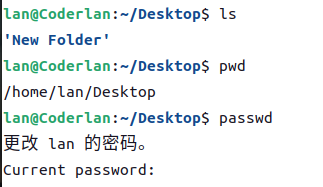 lan@Coderlan:~/Desktop$ ls
'New Folder'
lan@Coderlan:~/Desktop$ pwd
/home/lan/Desktop
lan@Coderlan:~/Desktop$ passwd
更改 lan 的密码。
Current password: